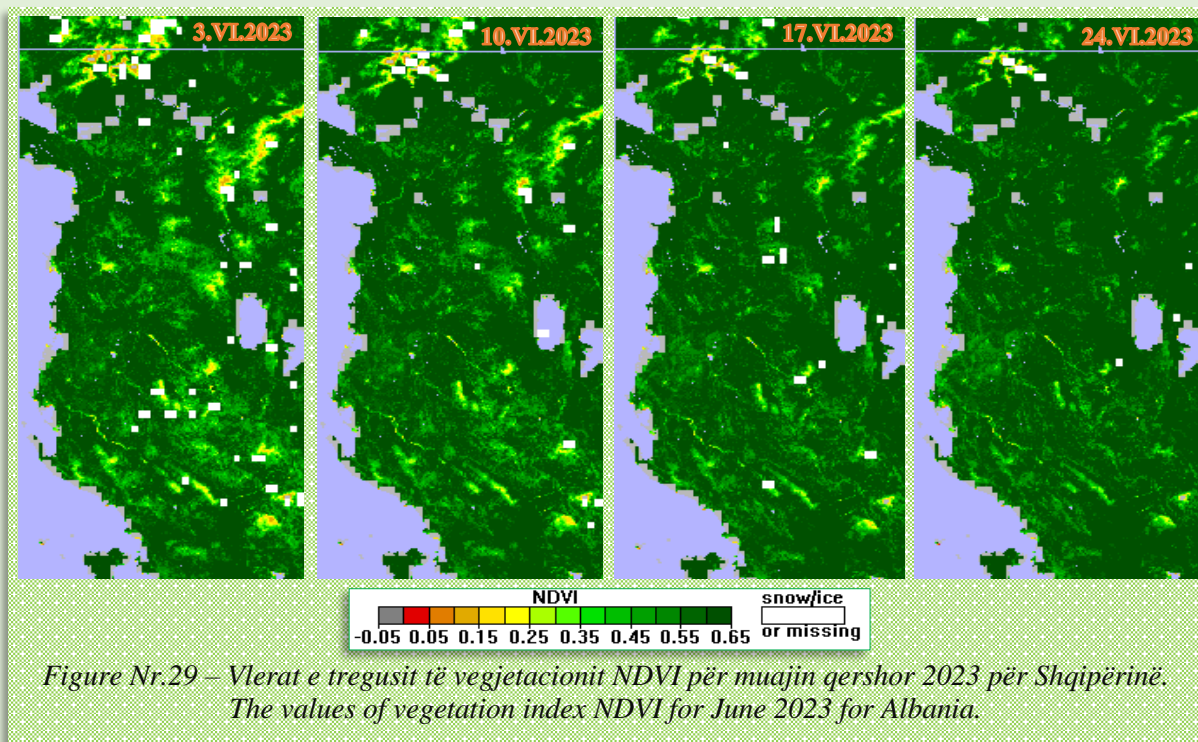 3.VI.2023
10.VI.2023
17.VI.2023
24.VI.2023
NDVI
snow/ice
-0.05 0.05 0.15 0.25 0.35 0.45 0.55 0.65
or missing
Figure Nr.29 – Vlerat e tregusit të vegjetacionit NDVI për muajin qershor 2023 për Shqipërinë.
The values of vegetation index NDVI for June 2023 for Albania.